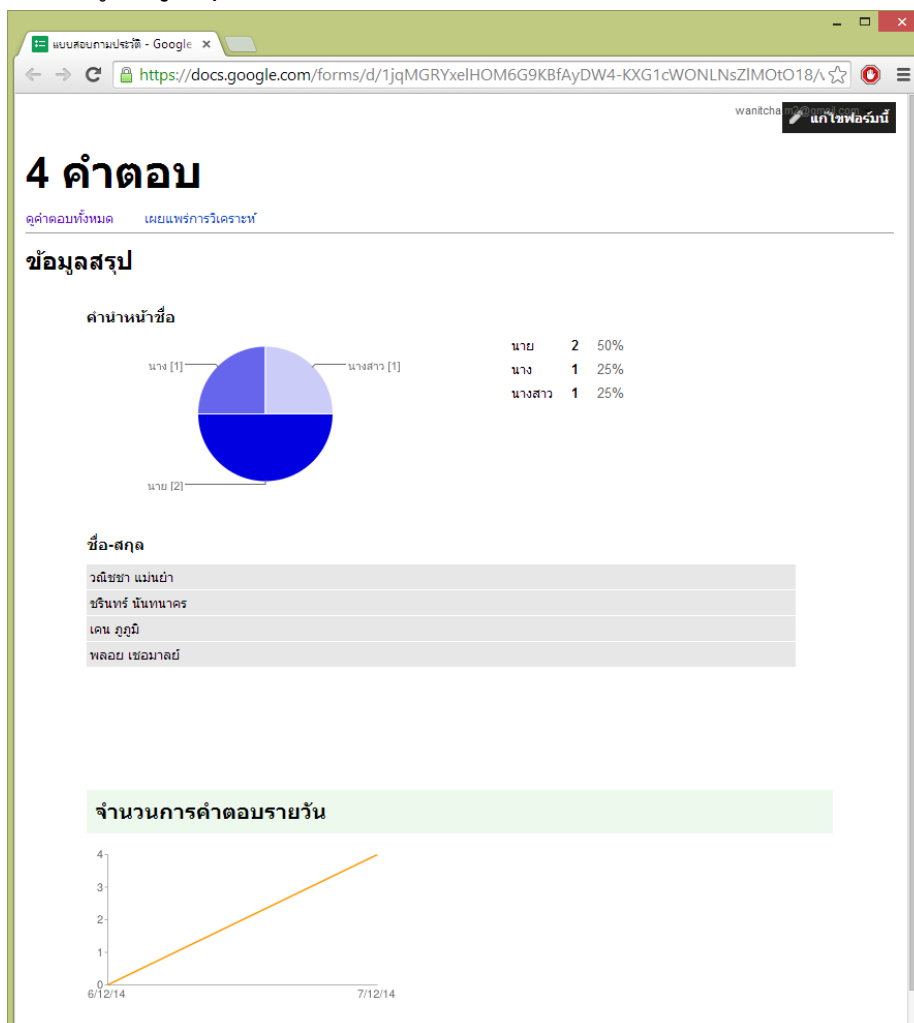 แบบสอบถามประวัติ - Google
https://docs.google.com/forms/d/1jqMGRYxelHOM6G9KBfAyDW4-KXG1cWONLNsZlMOtO18/
แก้ไขฟอร์มนี้
4 คำตอบ
ดูคำตอบทั้งหมด เผยแพร่การวิเคราะห์
ข้อมูลสรุป
คำนำหน้าชื่อ
นาง [1] นางสาว [1]
นาย [2]
นาย 2 50%
นาง 1 25%
นางสาว 1 25%
ชื่อ-สกุล
วณิชชา แม่นยำ
ชรินทร์ นันทนาคร
เคน ภูภูมิ
พลอย เชอมาลย์
จำนวนการคำตอบรายวัน
4
3
2
1
0
6/12/14 7/12/14